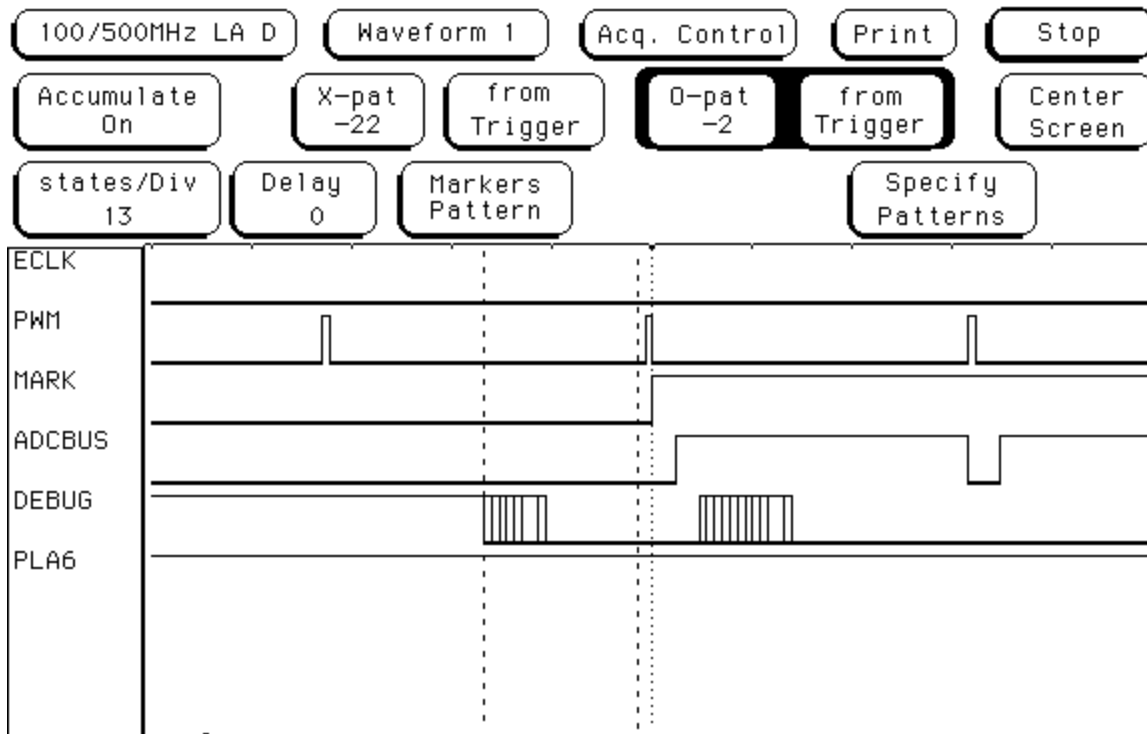 100/500MHz LA D
Waveform 1
Acq. Control
Print
Stop
Accumulate
On
X-pat
-22
from
Trigger
O-pat
-2
from
Trigger
Center
Screen
states/Div
13
Delay
0
Markers
Pattern
Specify
Patterns
ECLK
PWM
MARK
ADCBUS
DEBUG
PLA6